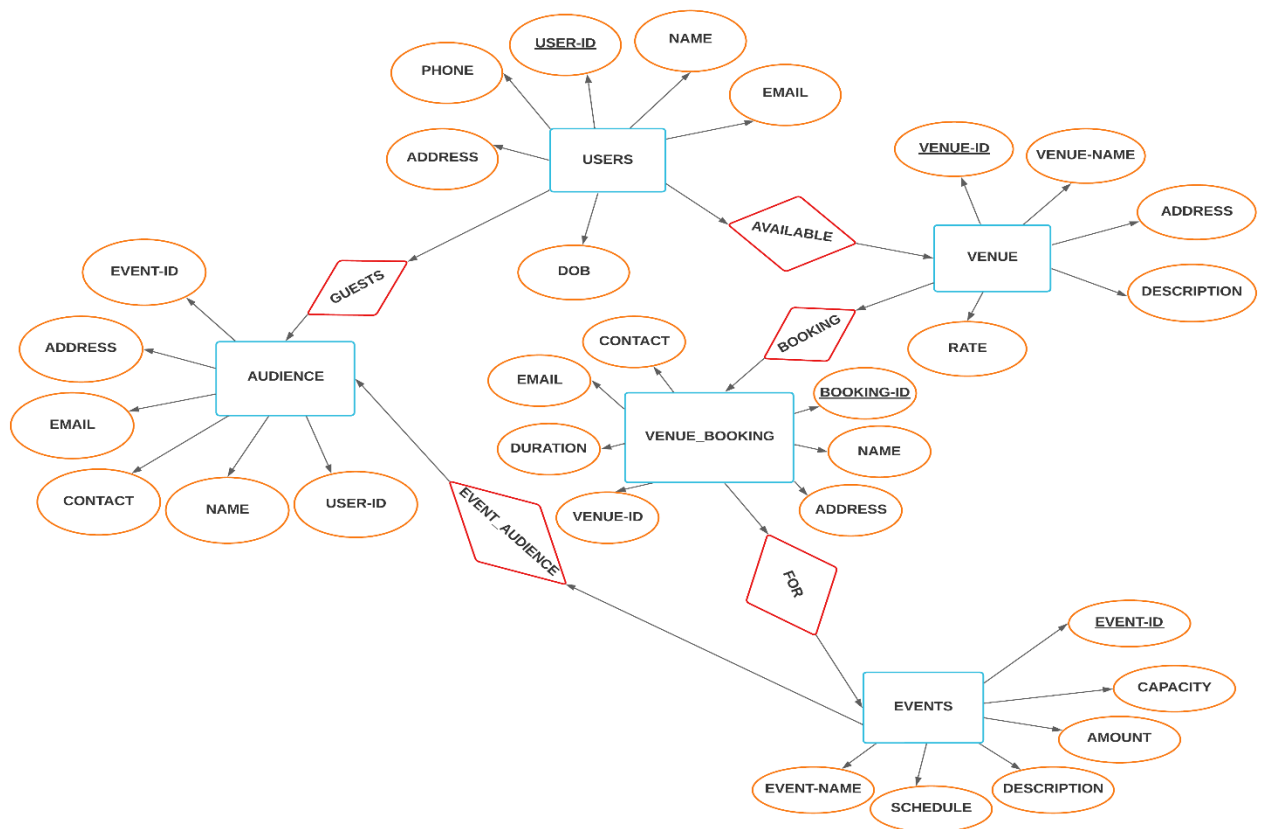 NAME
USER-ID
PHONE
EMAIL
ADDRESS
USERS
VENUE-ID
VENUE-NAME
ADDRESS
AVAILABLE
VENUE
DOB
EVENT-ID
GUESTS
DESCRIPTION
BOOKING
CONTACT
RATE
ADDRESS
AUDIENCE
EMAIL
BOOKING-ID
EMAIL
VENUE_BOOKING
DURATION
NAME
CONTACT
NAME
USER-ID
EVENT_AUDIENCE
VENUE-ID
ADDRESS
FOR
EVENT-ID
CAPACITY
EVENTS
AMOUNT
EVENT-NAME
SCHEDULE
DESCRIPTION